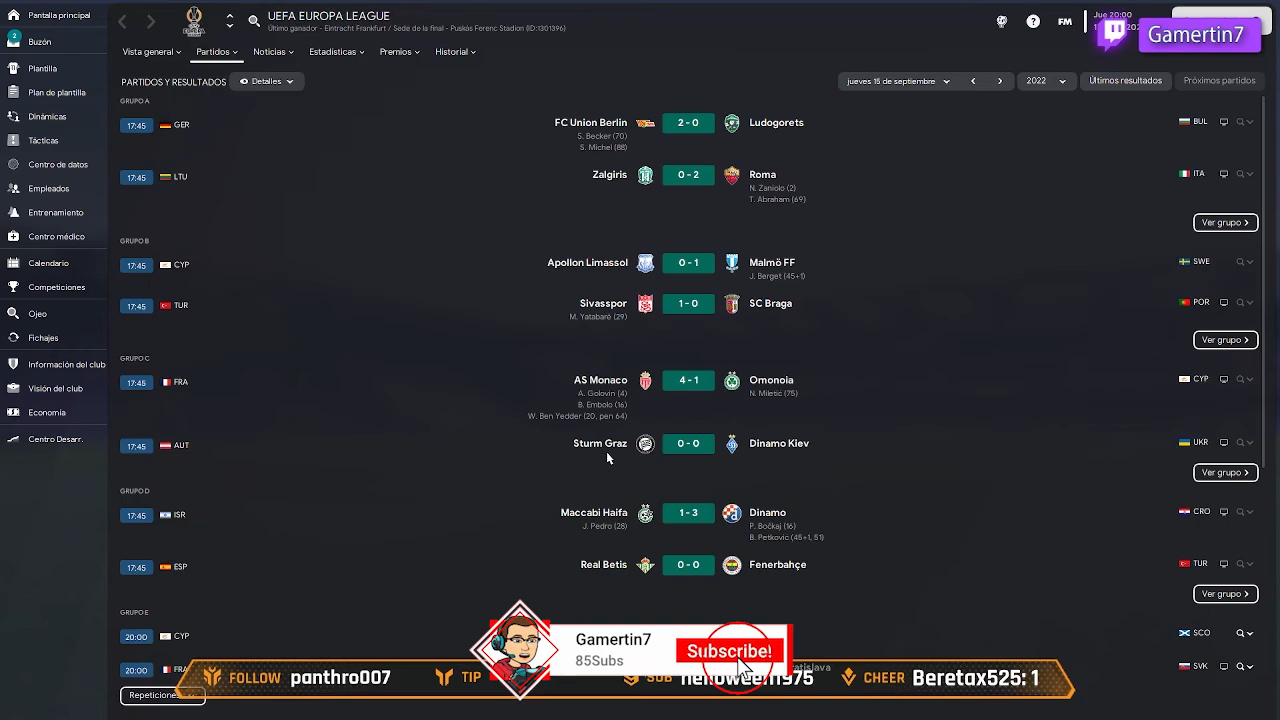 Inicio
UEFA EUROPA LEAGUE
Último ganador - Eintracht Frankfurt / Sede de la final - Puskás Ferenc Stadion (ID:1301396)
FM
Jue 20:00
Gamertin7
2
Buzón
Vista general
Partidos
Noticias
Estadísticas
Premios
Historial
Plantilla
PARTIDOS Y RESULTADOS
Detalles
jueves 15 de septiembre
2022
Últimos resultados
Próximos partidos
Plan de plantilla
GRUPO A
Dinámicas
17:45 GER FC Union Berlin 2 - 0 Ludogorets BUL
S. Becker (70)
S. Michel (88)
Tácticas
Centro de datos
17:45 LTU Zalgiris 0 - 2 Roma ITA
N. Zaniolo (2)
T. Abraham (69)
Empleados
Entrenamiento
Ver grupo
Centro médico
GRUPO B
Calendario
17:45 CYP Apollon Limassol 0 - 1 Malmö FF SWE
J. Berget (45+1)
Competiciones
17:45 TUR Sivasspor 1 - 0 SC Braga POR
M. Yatabaré (29)
Ojeo
Fichajes
Ver grupo
GRUPO C
Información del club
17:45 FRA AS Monaco 4 - 1 Omonoia CYP
A. Golovin (4)
N. Miletić (75)
B. Embolo (16)
W. Ben Yedder (20, pen 64)
Visión del club
Economía
Centro Desarr.
17:45 AUT Sturm Graz 0 - 0 Dinamo Kiev UKR
Ver grupo
GRUPO D
17:45 ISR Maccabi Haifa 1 - 3 Dinamo CRO
J. Pedro (28)
P. Bočkaj (16)
B. Petkovic (45+1, 51)
17:45 ESP Real Betis 0 - 0 Fenerbahçe TUR
Ver grupo
GRUPO E
20:00 CYP SCO
Gamertin7
85Subs
Subscribe!
20:00 SVK
FOLLOW panthro007
TIP
SUB
CHEER Beretax525: 1
Repeticiones